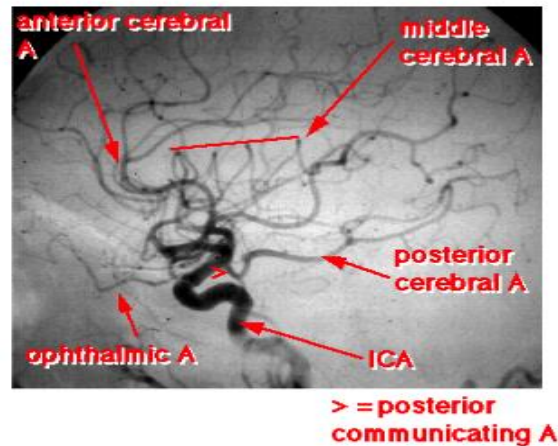 anterior cerebral
A
middle
cerebral A
posterior
cerebral A
ophthalmic A
ICA
>
> =posterior
communicating A